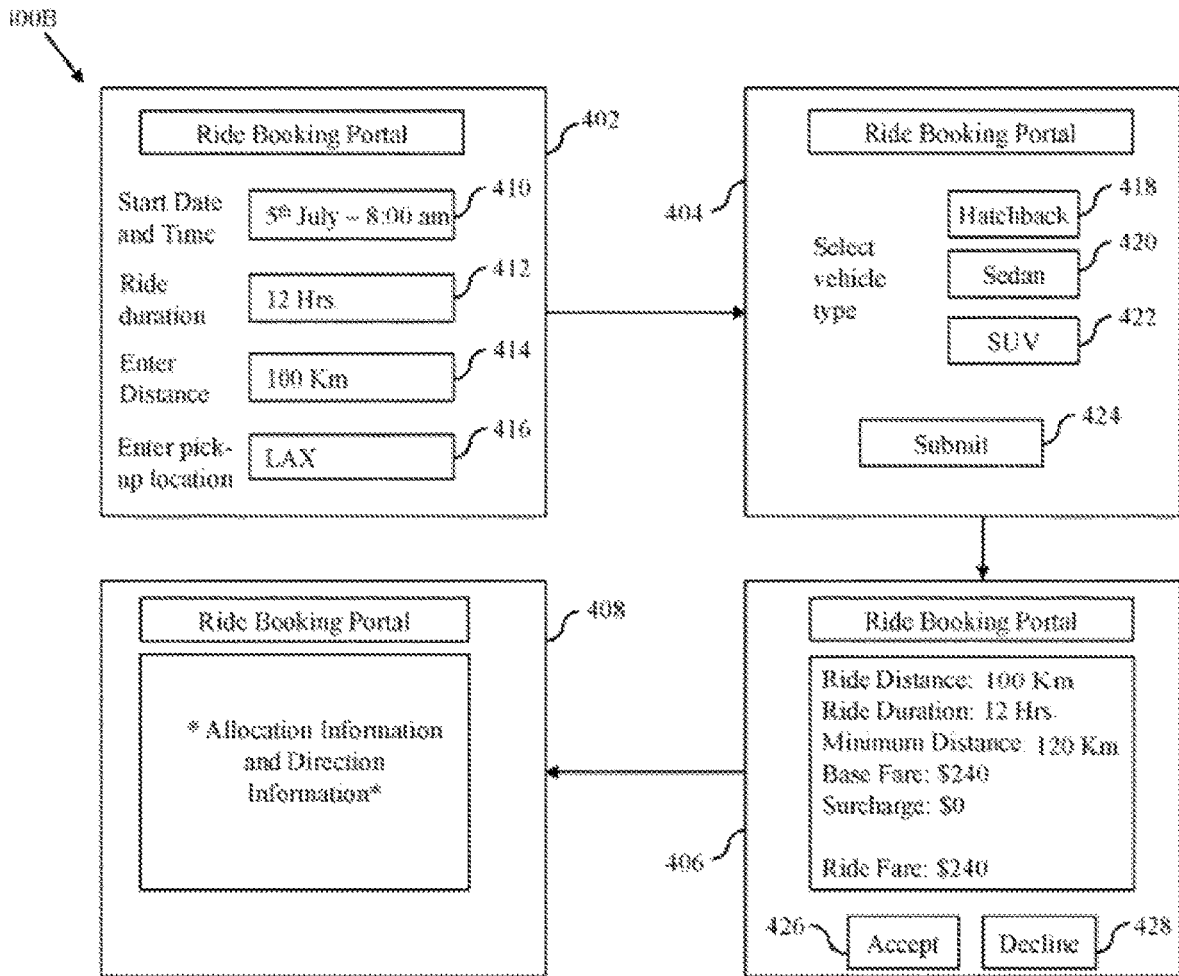 Ride Booking Portal
402
Start Date
and Time
5th July – 8:00 am
410
Ride
duration
12 Hrs.
412
Enter
Distance
100 Km
414
Enter pick-
up location
LAX
416
Ride Booking Portal
404
Select
vehicle
type
Hatchback
418
Sedan
420
SUV
422
Submit
424
Ride Booking Portal
408
* Allocation Information
and Direction
Information*
Ride Booking Portal
406
Ride Distance: 100 Km
Ride Duration: 12 Hrs.
Minimum Distance: 120 Km
Base Fare: $240
Surcharge: $0
Ride Fare: $240
426
Accept
Decline
428